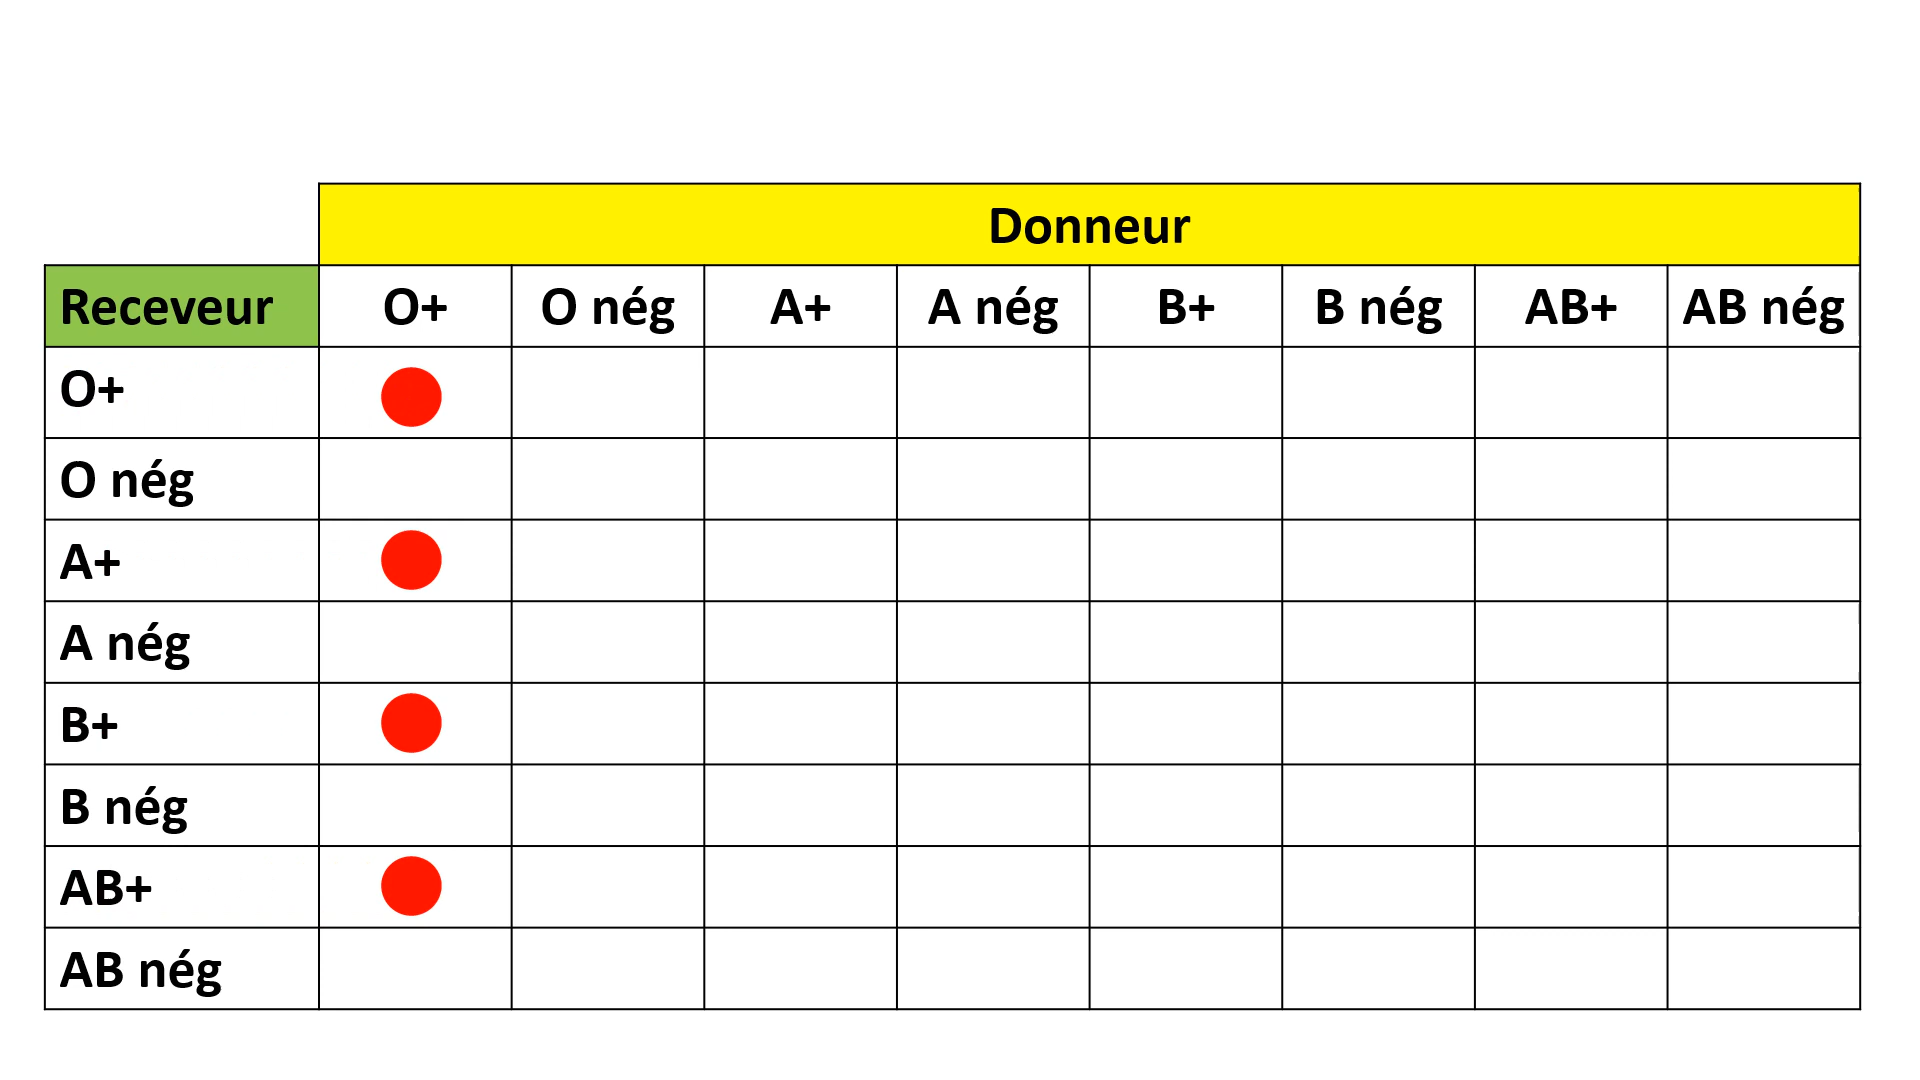 Donneur
Receveur O+ O nég A+ A nég B+ B nég AB+ AB nég
O+
O nég
A+
A nég
B+
B nég
AB+
AB nég